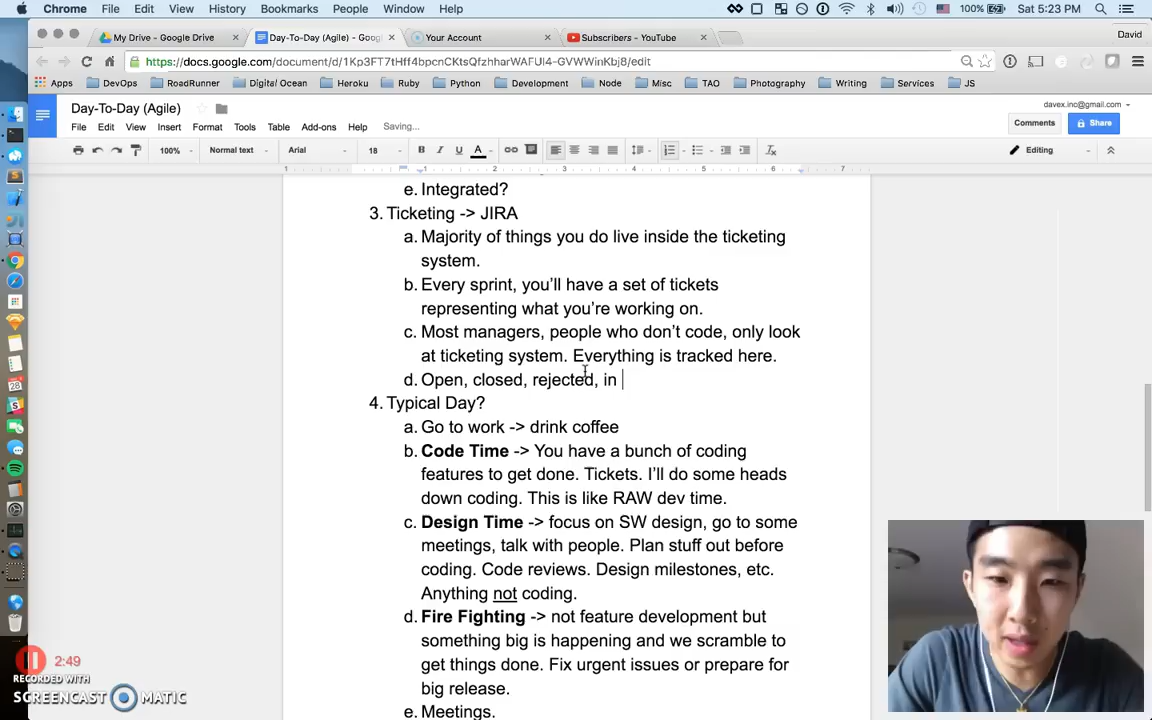 Chrome File Edit View History Bookmarks People Window Help 100% Sat 5:23 PM
My Drive - Google Drive Day-To-Day (Agile) - Goo Your Account Subscribers - YouTube David
https://docs.google.com/document/d/1Kp3FT7tHff4bpcnCKtsQfzhharWAFUI4-GVWWinKbj8/edit
Apps DevOps RoadRunner Digital Ocean Heroku Ruby Python Development Node Misc TAO Photography Writing Services JS
Day-To-Day (Agile) davex.inc@gmail.com
File Edit View Insert Format Tools Table Add-ons Help Saving... Comments Share
100% Normal text Arial 18 B I U A Editing
1 1 2 3 4 5 6 7
e. Integrated?
3. Ticketing -> JIRA
a. Majority of things you do live inside the ticketing
system.
b. Every sprint, you'll have a set of tickets
representing what you're working on.
c. Most managers, people who don't code, only look
at ticketing system. Everything is tracked here.
d. Open, closed, rejected, in
4. Typical Day?
a. Go to work -> drink coffee
b. Code Time -> You have a bunch of coding
features to get done. Tickets. I'll do some heads
down coding. This is like RAW dev time.
c. Design Time -> focus on SW design, go to some
meetings, talk with people. Plan stuff out before
coding. Code reviews. Design milestones, etc.
Anything not coding.
d. Fire Fighting -> not feature development but
something big is happening and we scramble to
get things done. Fix urgent issues or prepare for
big release.
e. Meetings.
28
2:49
RECORDED WITH
SCREENCAST MATIC